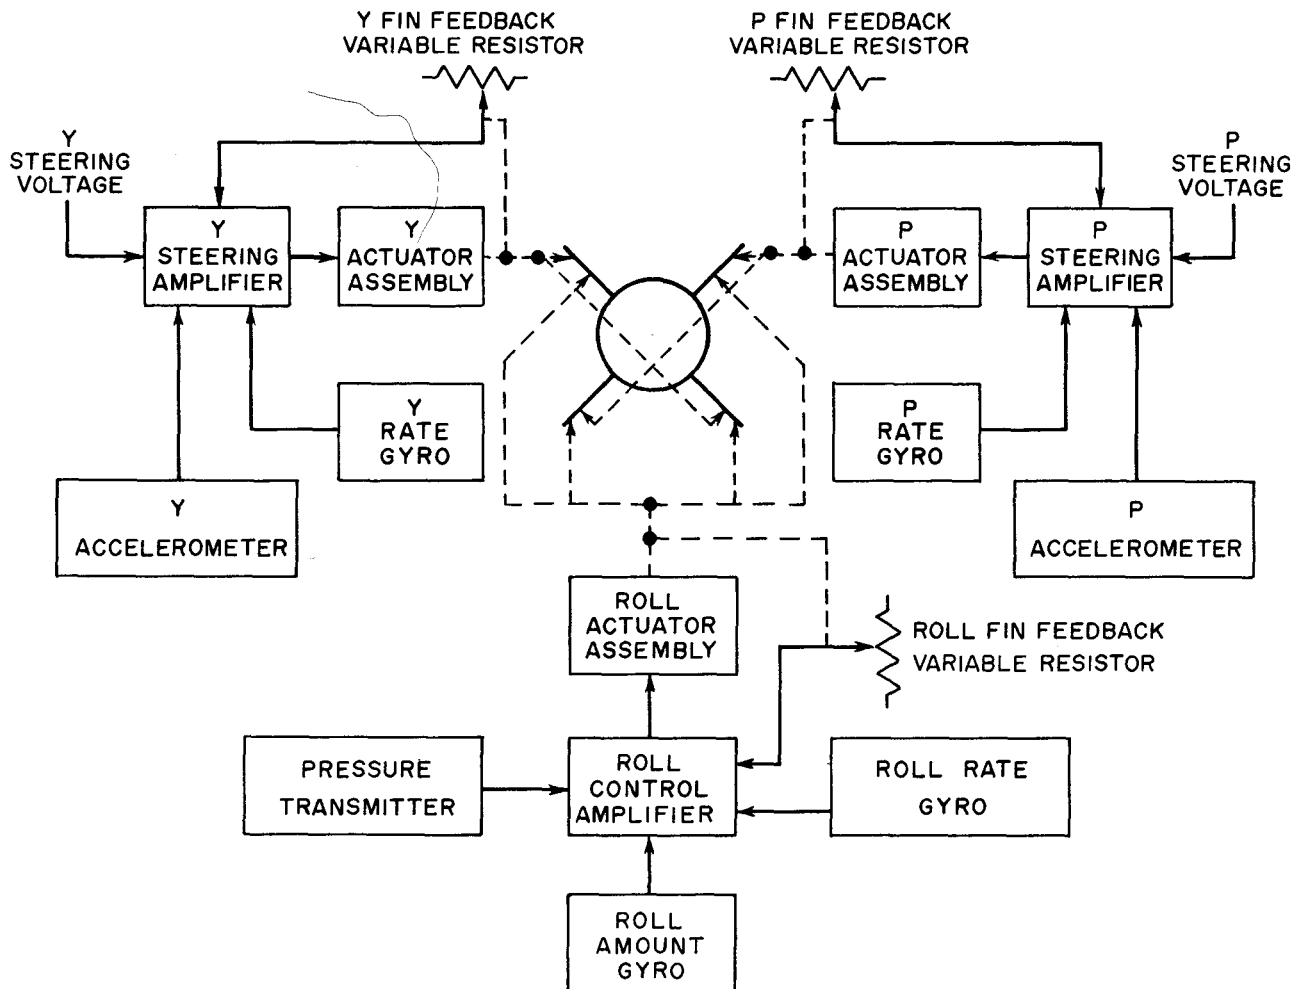 Y FIN FEEDBACK
VARIABLE RESISTOR
P FIN FEEDBACK
VARIABLE RESISTOR
Y
STEERING
VOLTAGE
P
STEERING
VOLTAGE
Y
STEERING
AMPLIFIER
Y
ACTUATOR
ASSEMBLY
P
ACTUATOR
ASSEMBLY
P
STEERING
AMPLIFIER
Y
RATE
GYRO
P
RATE
GYRO
Y
ACCELEROMETER
P
ACCELEROMETER
ROLL
ACTUATOR
ASSEMBLY
ROLL FIN FEEDBACK
VARIABLE RESISTOR
PRESSURE
TRANSMITTER
ROLL
CONTROL
AMPLIFIER
ROLL RATE
GYRO
ROLL
AMOUNT
GYRO